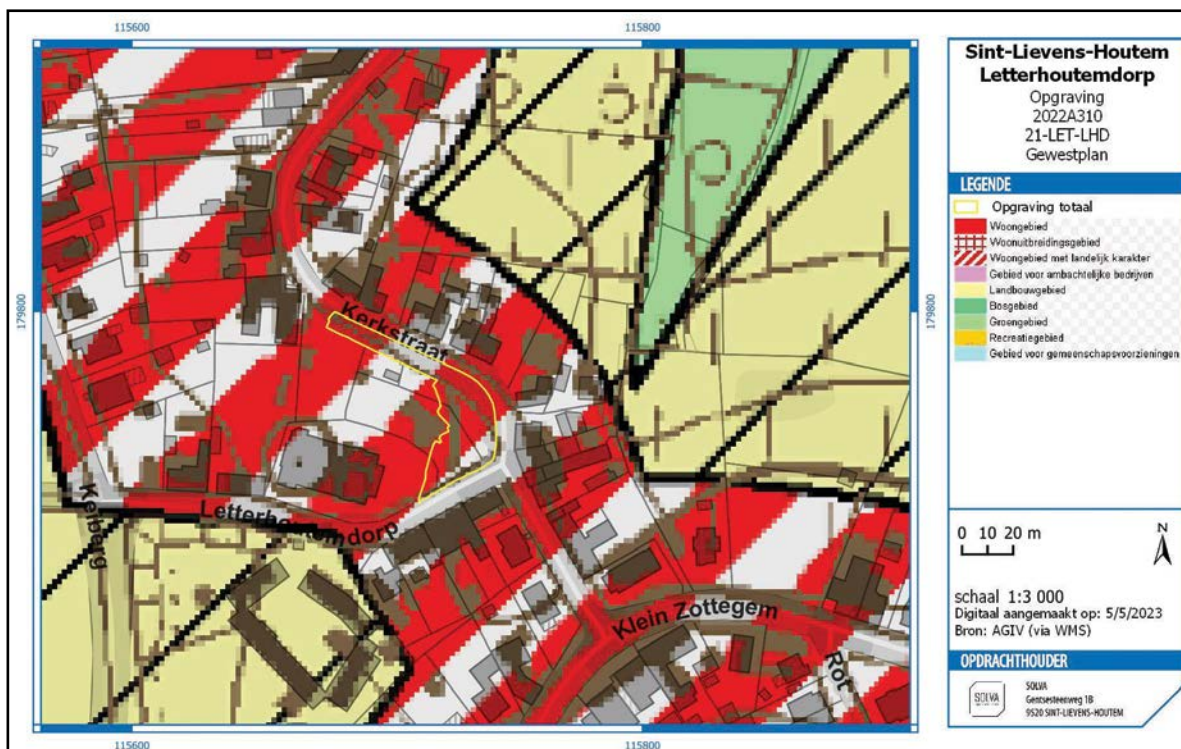 115600
115800
179800
179800
Kerkstraat
Keiberg
Letterhoutemdorp
Klein Zottegem
Rot
115600
115800
Sint-Lievens-Houtem
Letterhoutemdorp
Opgraving
2022A310
21-LET-LHD
Gewestplan
LEGENDE
Opgraving totaal
Woongebied
Woonuitbreidingsgebied
Woongebied met landelijk karakter
Gebied voor ambachtelijke bedrijven
Landbouwgebied
Bosgebied
Groengebied
Recreatiegebied
Gebied voor gemeenschapsvoorzieningen
0 10 20 m
N
schaal 1:3 000
Digitaal aangemaakt op: 5/5/2023
Bron: AGIV (via WMS)
OPDRACHTHOUDER
SOLVA
SOLVA
Gentsesteenweg 1B
9520 SINT-LIEVENS-HOUTEM